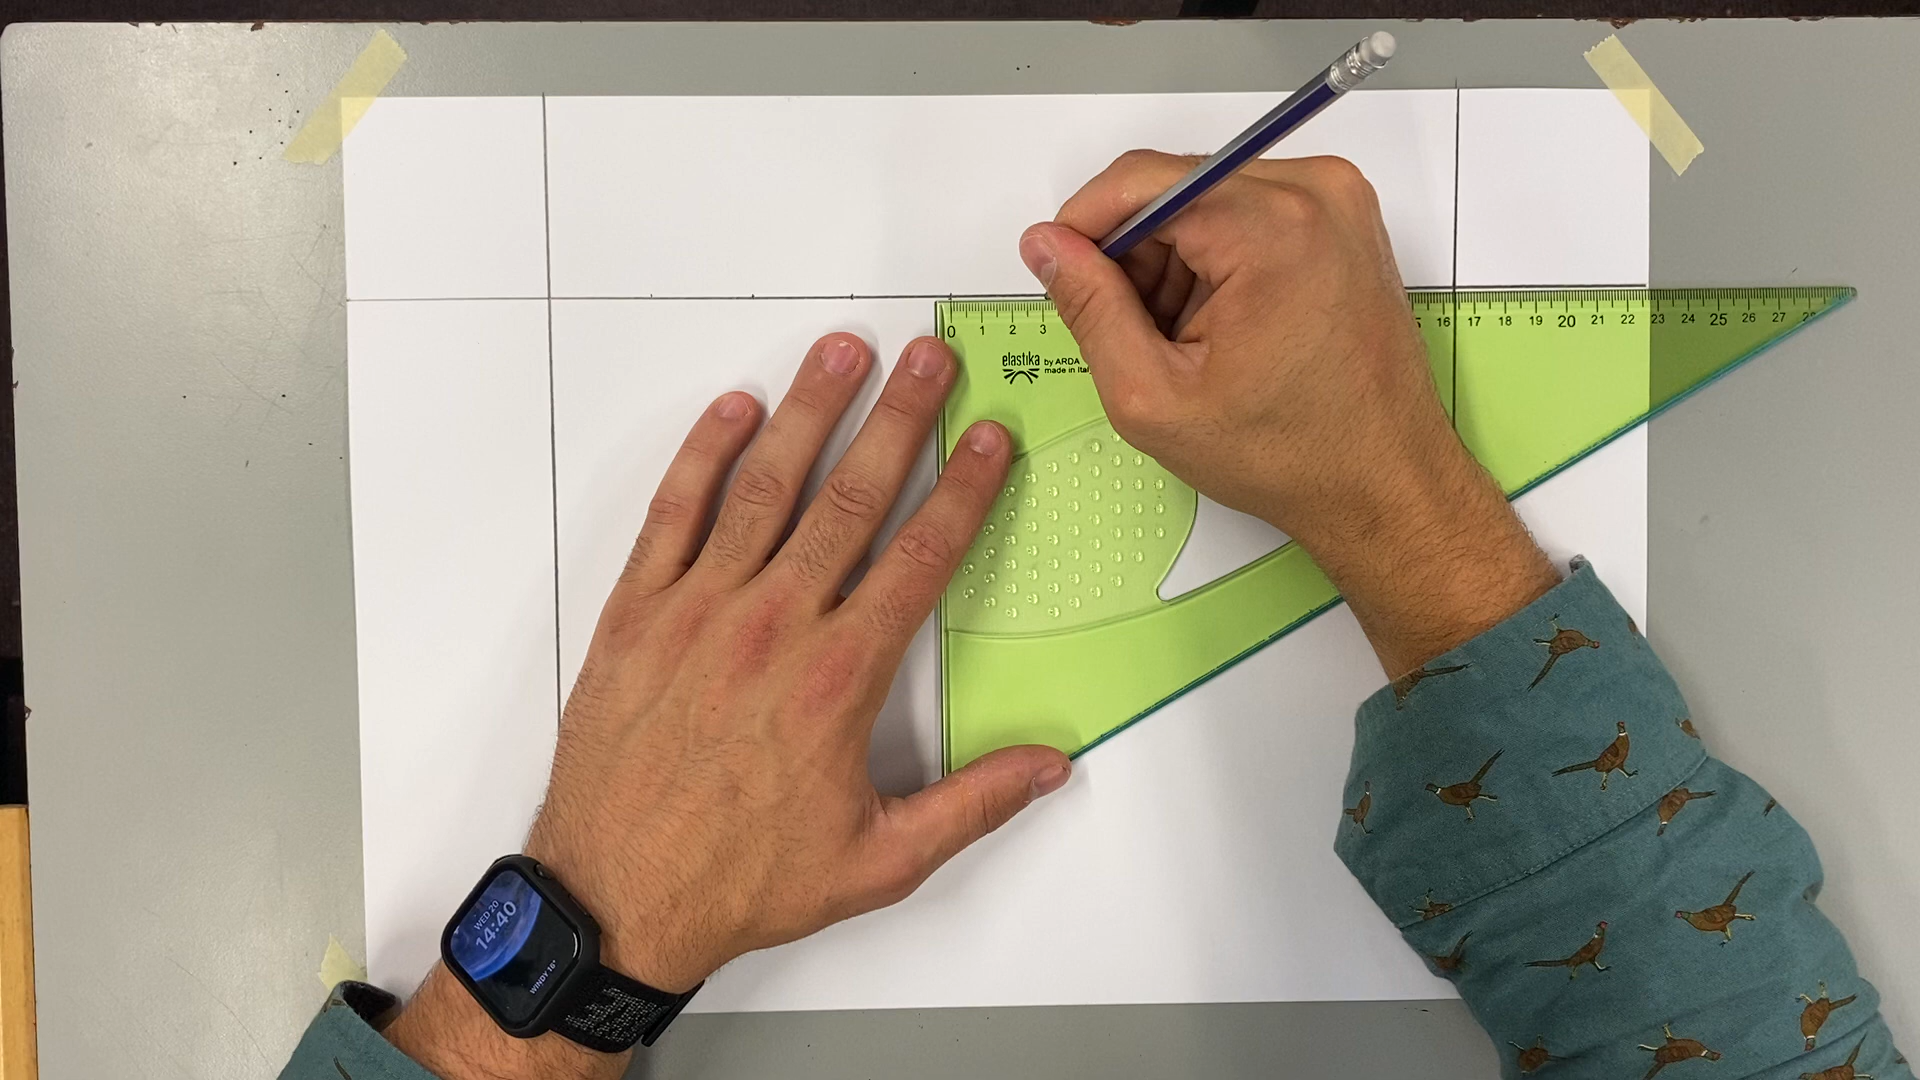 0 1 2 3
16 17 18 19 20 21 22 23 24 25 26 27
elastika by ARDA
made in Italy
WED 20
14:40
WINDY 16°